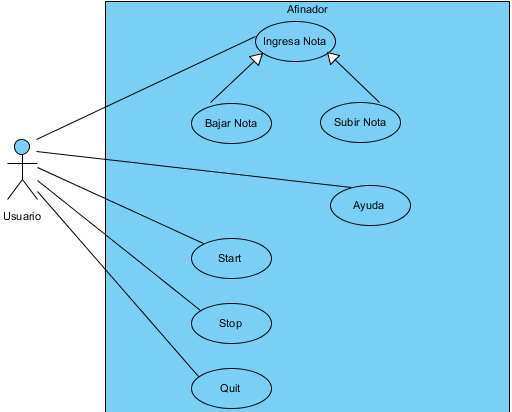 Afinador
Ingresa Nota
Bajar Nota
Subir Nota
Ayuda
Usuario
Start
Stop
Quit